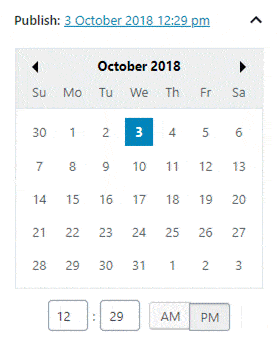 Publish: 3 October 2018 12:29 pm
October 2018
Su Mo Tu We Th Fr Sa
30 1 2 3 4 5 6
7 8 9 10 11 12 13
14 15 16 17 18 19 20
21 22 23 24 25 26 27
28 29 30 31 1 2 3
12 : 29 AM PM